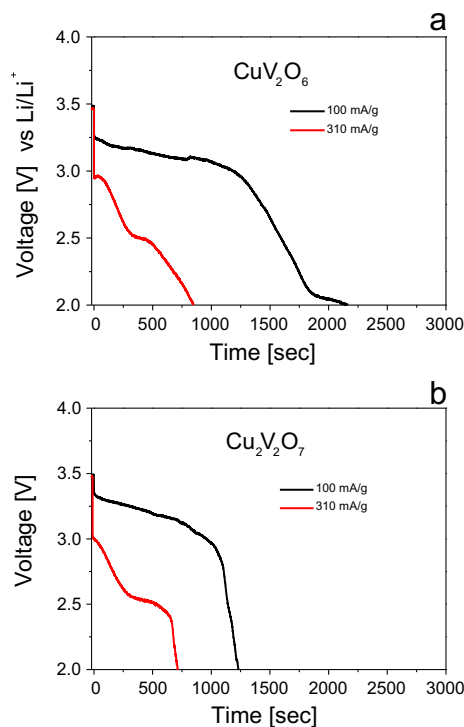 a
4.0
CuV₂O₆
3.5
100 mA/g
310 mA/g
3.0
2.5
2.0
0 500 1000 1500 2000 2500 3000
Voltage [V] vs Li/Li⁺
Time [sec]
b
4.0
Cu₂V₂O₇
3.5
100 mA/g
310 mA/g
3.0
2.5
2.0
0 500 1000 1500 2000 2500 3000
Voltage [V]
Time [sec]